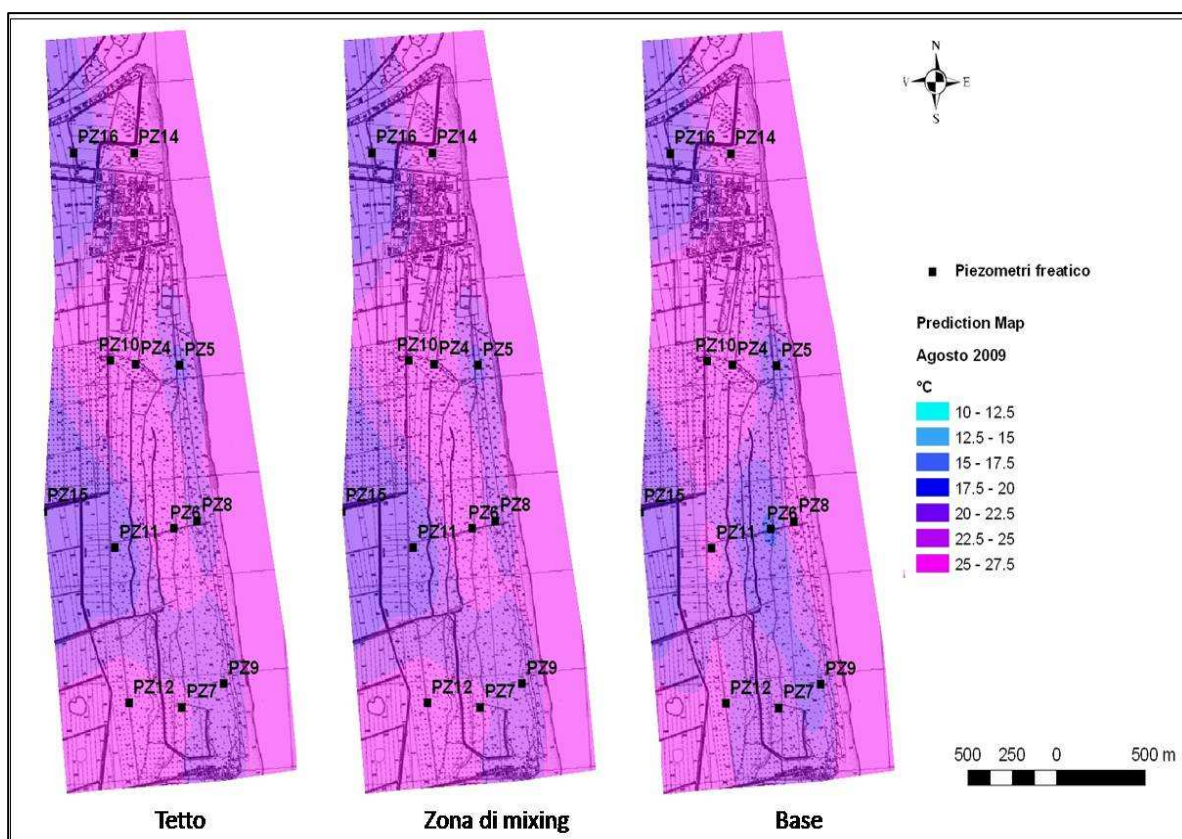 PZ16 PZ14
PZ10 PZ4 PZ5
PZ15 PZ8
PZ6
PZ11
PZ9
PZ12 PZ7
Tetto
PZ16 PZ14
PZ10 PZ4 PZ5
PZ15 PZ8
PZ6
PZ11
PZ9
PZ12 PZ7
Zona di mixing
PZ16 PZ14
PZ10 PZ4 PZ5
PZ15 PZ8
PZ6
PZ11
PZ9
PZ12 PZ7
Base
N
V E
S
Piezometri freatico
Prediction Map
Agosto 2009
°C
10 - 12.5
12.5 - 15
15 - 17.5
17.5 - 20
20 - 22.5
22.5 - 25
25 - 27.5
500 250 0 500 m